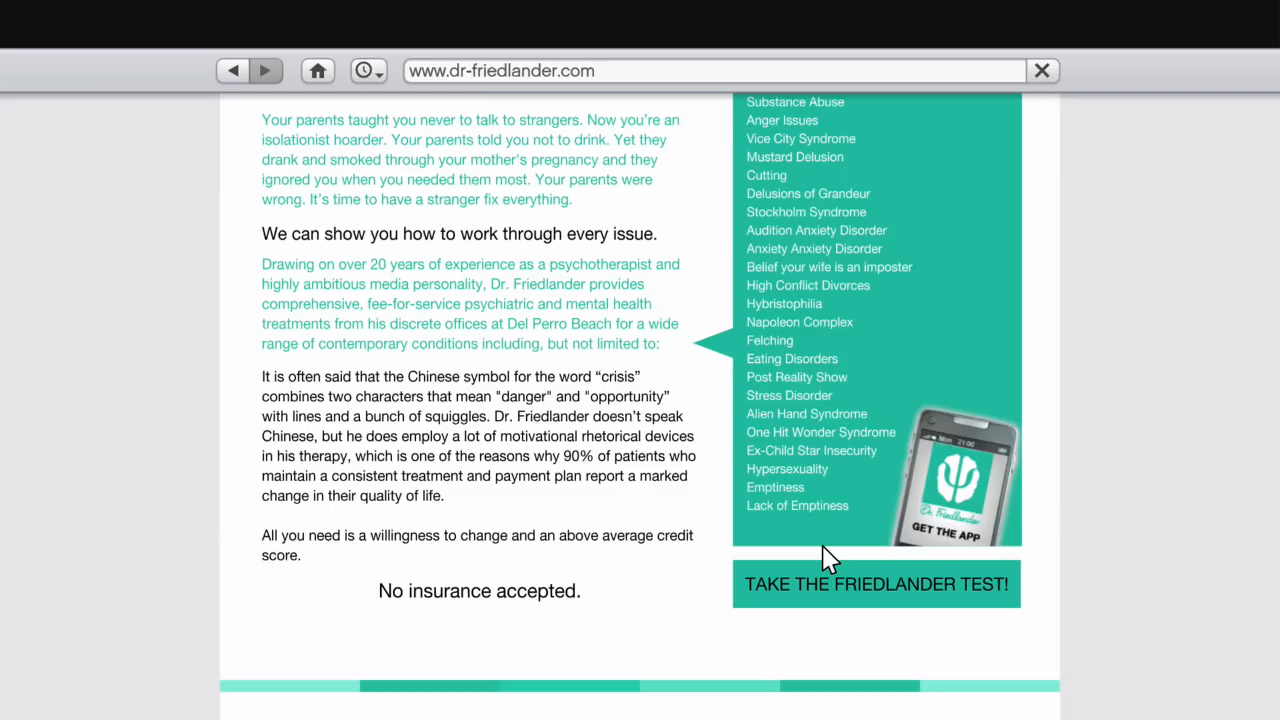 www.dr-friedlander.com
Your parents taught you never to talk to strangers. Now you're an
isolationist hoarder. Your parents told you not to drink. Yet they
drank and smoked through your mother's pregnancy and they
ignored you when you needed them most. Your parents were
wrong. It's time to have a stranger fix everything.
We can show you how to work through every issue.
Drawing on over 20 years of experience as a psychotherapist and
highly ambitious media personality, Dr. Friedlander provides
comprehensive, fee-for-service psychiatric and mental health
treatments from his discrete offices at Del Perro Beach for a wide
range of contemporary conditions including, but not limited to:
It is often said that the Chinese symbol for the word “crisis”
combines two characters that mean "danger" and "opportunity”
with lines and a bunch of squiggles. Dr. Friedlander doesn’t speak
Chinese, but he does employ a lot of motivational rhetorical devices
in his therapy, which is one of the reasons why 90% of patients who
maintain a consistent treatment and payment plan report a marked
change in their quality of life.
All you need is a willingness to change and an above average credit
score.
No insurance accepted.
Substance Abuse
Anger Issues
Vice City Syndrome
Mustard Delusion
Cutting
Delusions of Grandeur
Stockholm Syndrome
Audition Anxiety Disorder
Anxiety Anxiety Disorder
Belief your wife is an imposter
High Conflict Divorces
Hybristophilia
Napoleon Complex
Felching
Eating Disorders
Post Reality Show
Stress Disorder
Alien Hand Syndrome
One Hit Wonder Syndrome
Ex-Child Star Insecurity
Hypersexuality
Emptiness
Lack of Emptiness
Mon 21:00
Dr. Friedlander
GET THE APP
TAKE THE FRIEDLANDER TEST!